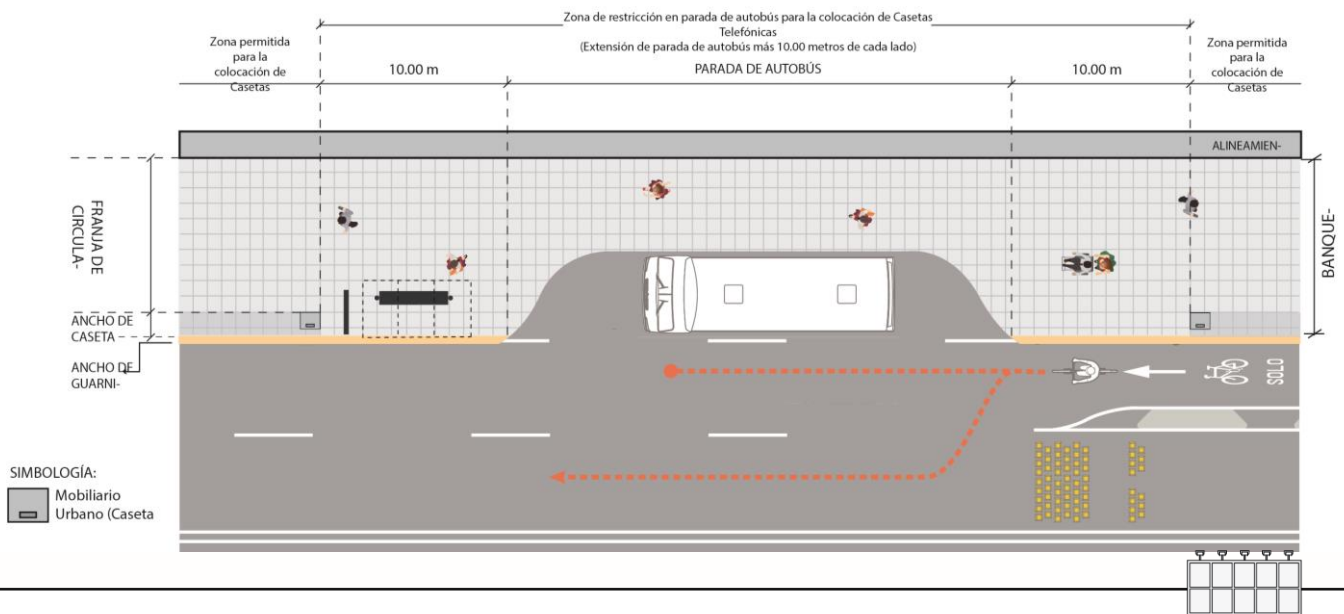 Zona de restricción en parada de autobús para la colocación de Casetas
Telefónicas
(Extensión de parada de autobús más 10.00 metros de cada lado)
Zona permitida
para la
colocación de
Casetas
10.00 m
PARADA DE AUTOBÚS
10.00 m
Zona permitida
para la
colocación de
Casetas
ALINEAMIEN-
FRANJA DE
CIRCULA-
BANQUE-
ANCHO DE
CASETA
ANCHO DE
GUARNI-
SOLO
SIMBOLOGÍA:
Mobiliario
Urbano (Caseta